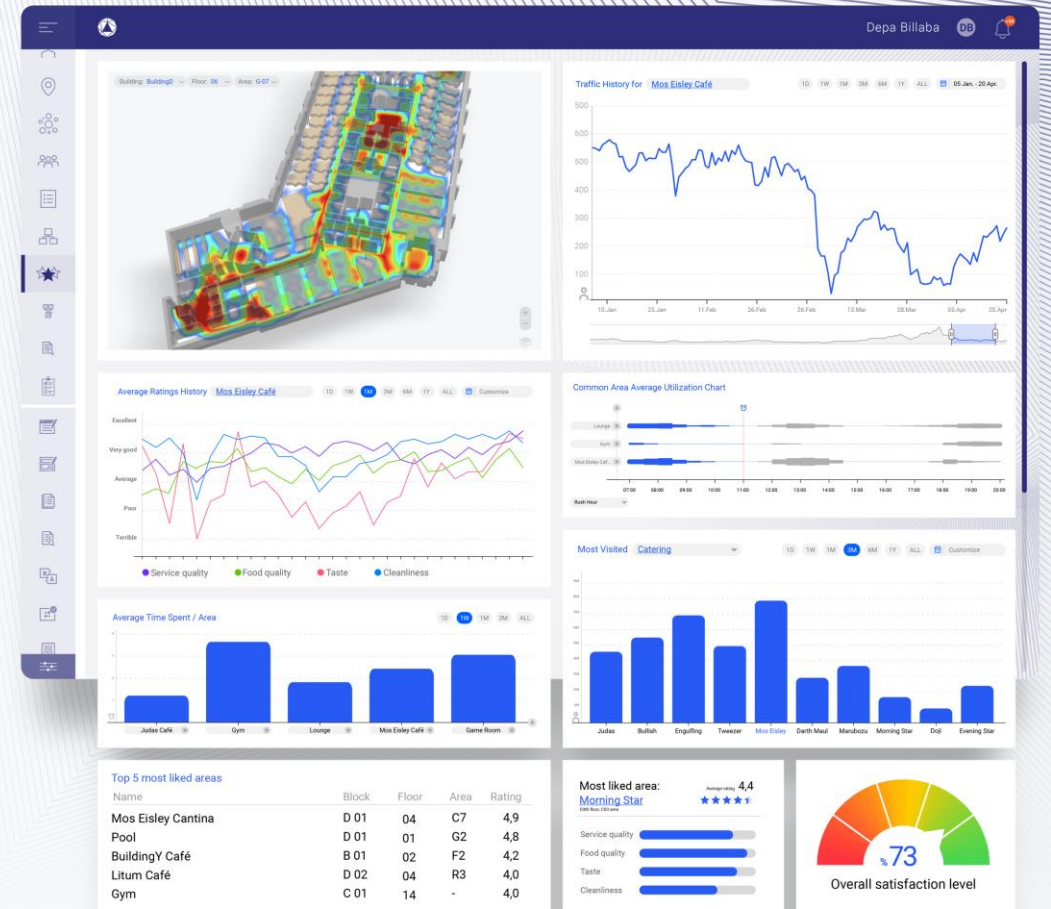 Depa Billaba DB
Building: BuildingD Floor: 06 Area: G-07
Traffic History for Mos Eisley Café 1D 1W 1M 3M 6M 1Y ALL 05 Jan. - 20 Apr.
500
600
500
400
300
200
100
10.Jan 25.Jan 11.Feb 26.Feb 26.Feb 13.Mar 28.Mar 05.Apr 20.Apr
Average Ratings History Mos Eisley Café 1D 1W 1M 3M 6M 1Y ALL Customize
Excellent
Very good
Average
Poor
Terrible
Service quality Food quality Taste Cleanliness
Common Area Average Utilization Chart
Lounge
Gym
Mos Eisley Caf...
07:00 08:00 09:00 10:00 11:00 12:00 13:00 14:00 15:00 16:00 17:00 18:00 19:00 20:00
Rush Hour
Most Visited Catering 1D 1W 1M 3M 6M 1Y ALL Customize
Judas Bullish Engulfing Tweezer Mos Eisley Darth Maul Marubozu Morning Star Doji Evening Star
Average Time Spent / Area 1D 1W 1M 3M ALL
Judas Café Gym Lounge Mos Eisley Café Game Room
Top 5 most liked areas
Name Block Floor Area Rating
Mos Eisley Cantina D 01 04 C7 4,9
Pool D 01 01 G2 4,8
BuildingY Café B 01 02 F2 4,2
Litum Café D 02 04 R3 4,0
Gym C 01 14 - 4,0
Most liked area: Average rating 4,4
Morning Star
Service quality
Food quality
Taste
Cleanliness
%73
Overall satisfaction level